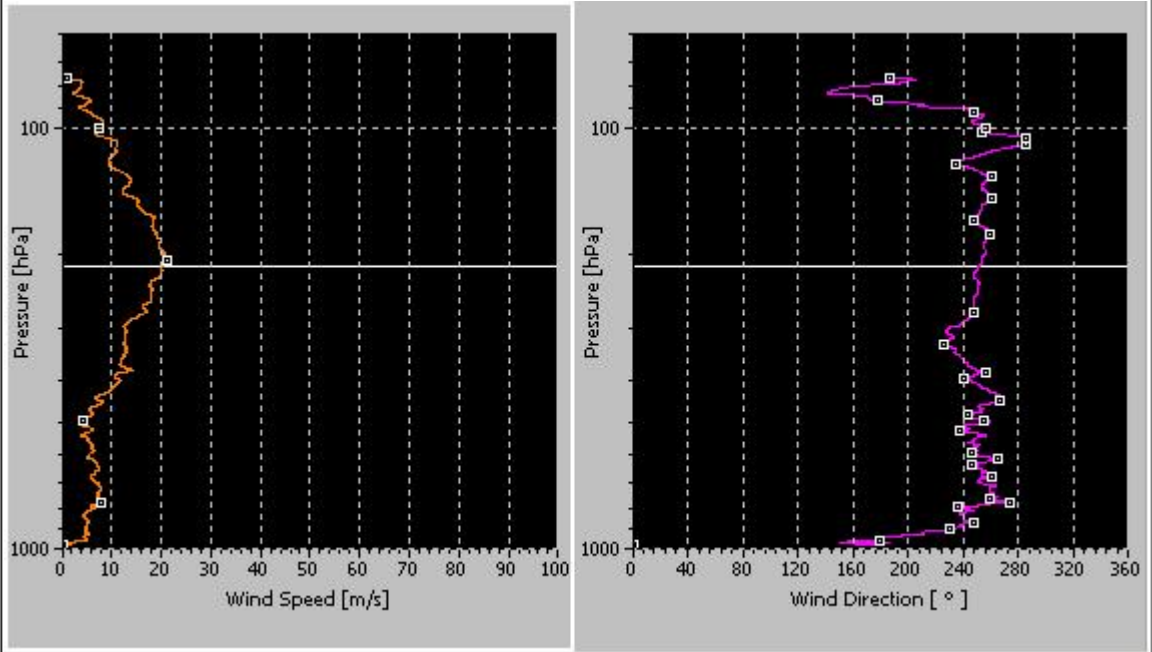 Pressure [hPa]
100
1000
0 10 20 30 40 50 60 70 80 90 100
Wind Speed [m/s]
Pressure [hPa]
100
1000
0 40 80 120 160 200 240 280 320 360
Wind Direction [ ° ]